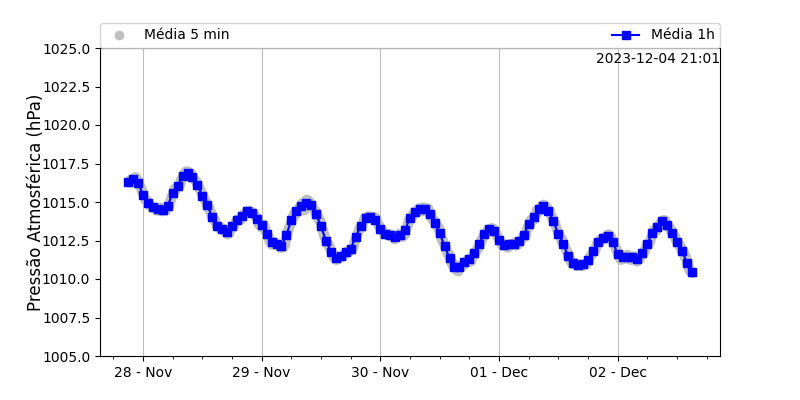 Média 5 min
Média 1h
2023-12-04 21:01
Pressão Atmosférica (hPa)
1025.0
1022.5
1020.0
1017.5
1015.0
1012.5
1010.0
1007.5
1005.0
28 - Nov
29 - Nov
30 - Nov
01 - Dec
02 - Dec